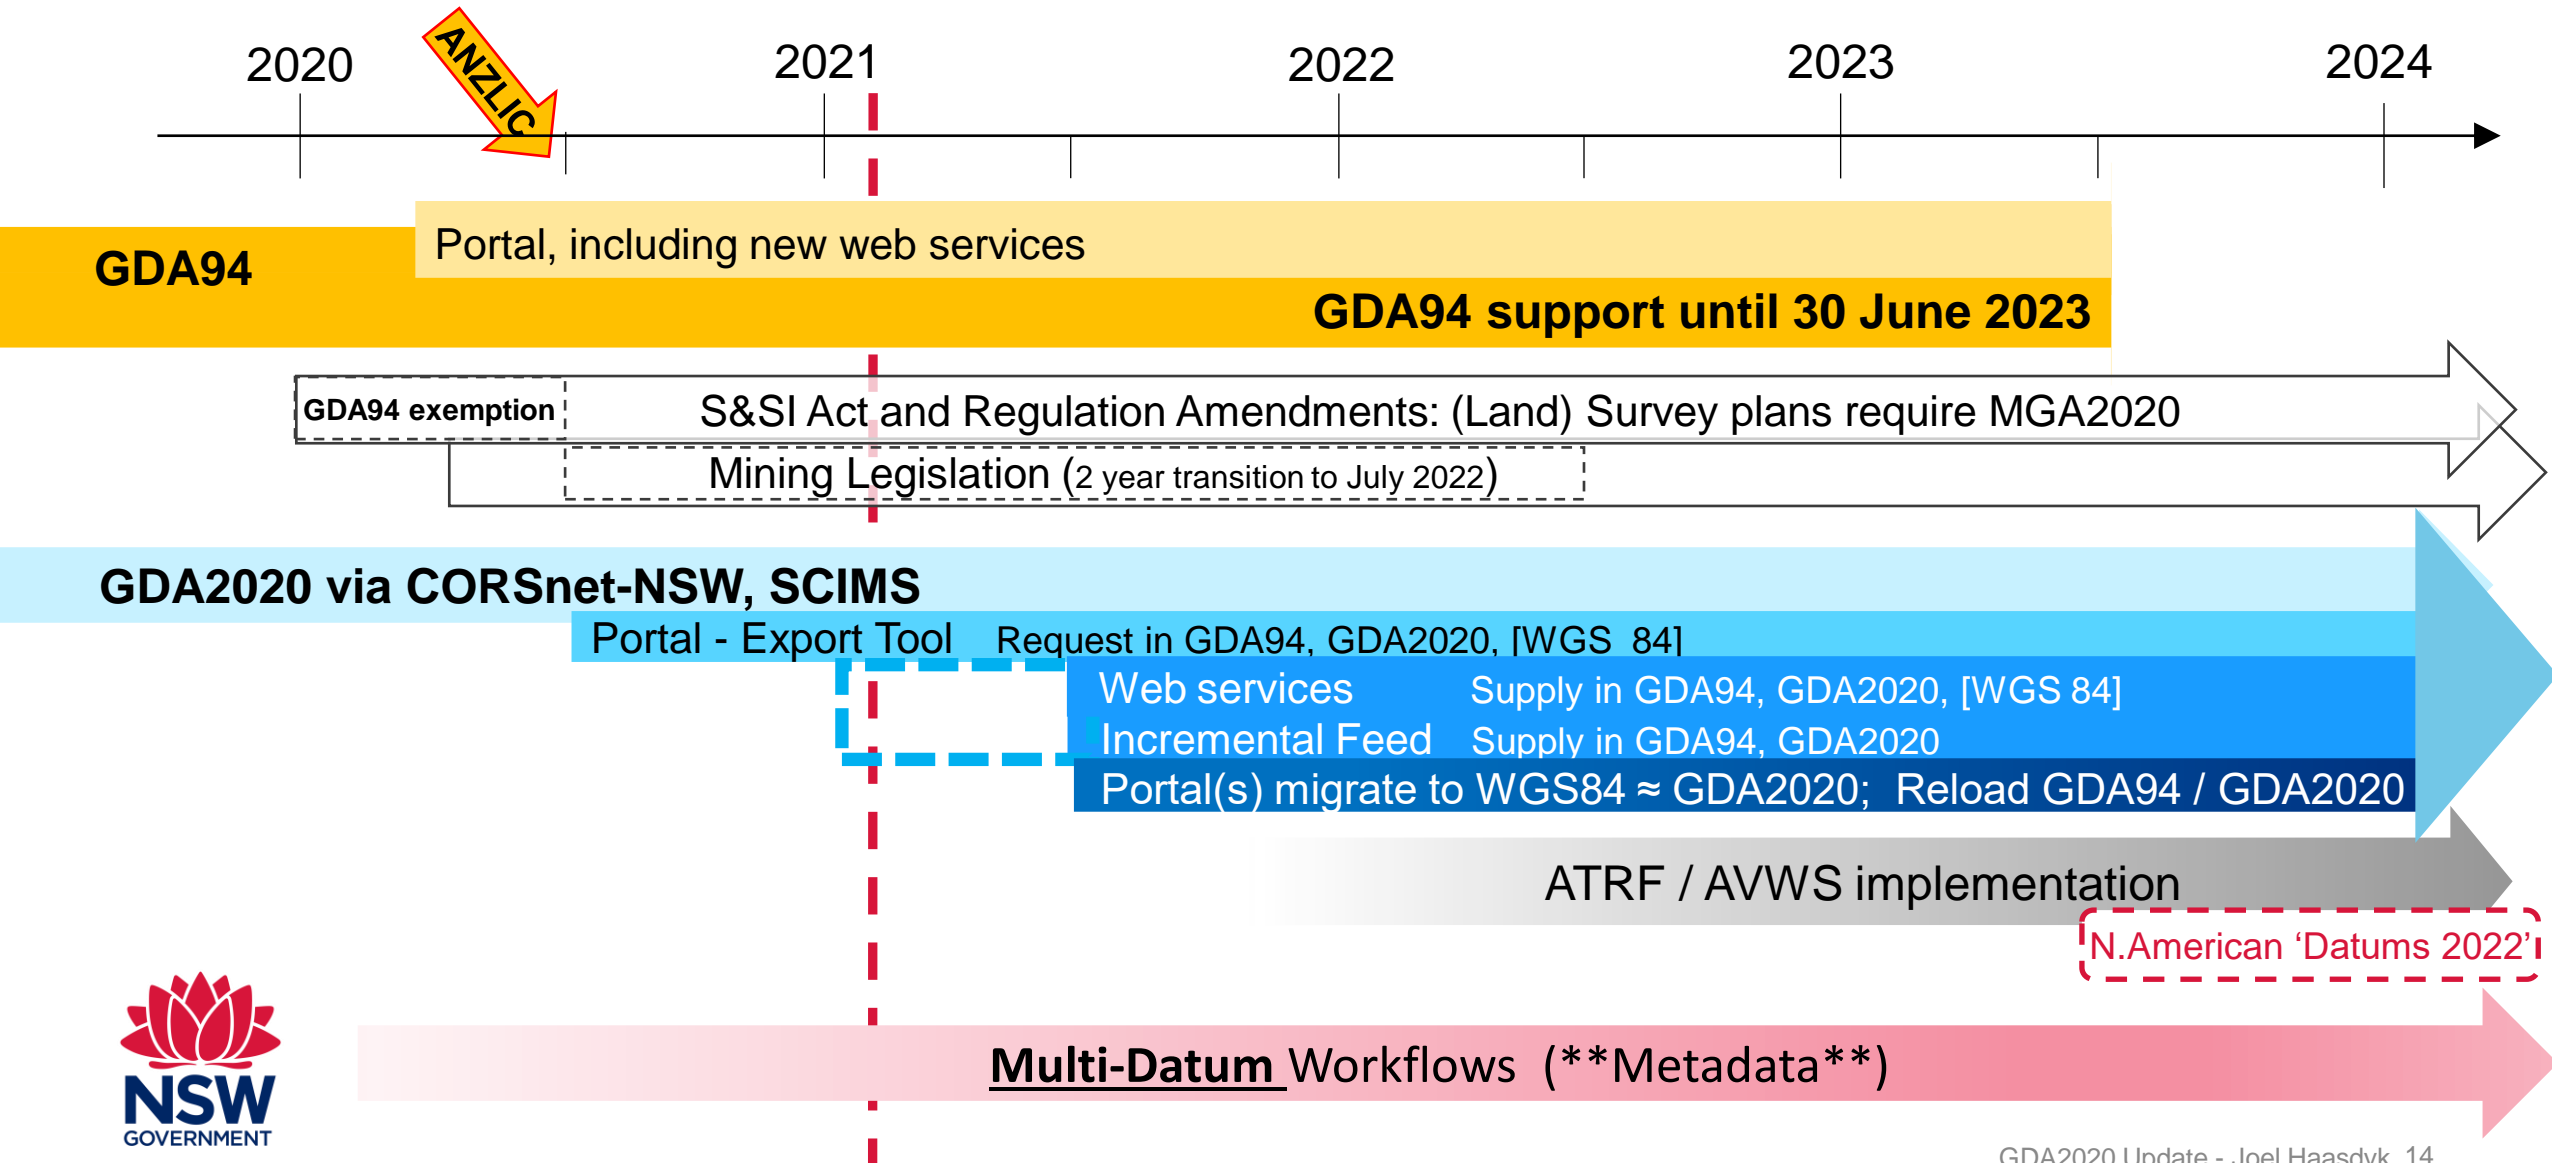 2020
ANZLIC
2021
2022
2023
2024
Portal, including new web services
GDA94
GDA94 support until 30 June 2023
GDA94 exemption
S&SI Act and Regulation Amendments: (Land) Survey plans require MGA2020
Mining Legislation (2 year transition to July 2022)
GDA2020 via CORSnet-NSW, SCIMS
Portal - Export Tool Request in GDA94, GDA2020, [WGS 84]
Web services Supply in GDA94, GDA2020, [WGS 84]
Incremental Feed Supply in GDA94, GDA2020
Portal(s) migrate to WGS84 ≈ GDA2020; Reload GDA94 / GDA2020
ATRF / AVWS implementation
N.American ‘Datums 2022’
Multi-Datum Workflows (**Metadata**)
NSW
GOVERNMENT
GDA2020 Update - Joel Haasdyk 14